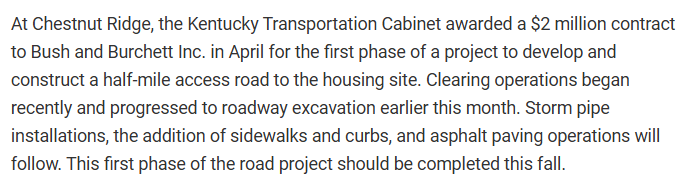 At Chestnut Ridge, the Kentucky Transportation Cabinet awarded a $2 million contract
to Bush and Burchett Inc. in April for the first phase of a project to develop and
construct a half-mile access road to the housing site. Clearing operations began
recently and progressed to roadway excavation earlier this month. Storm pipe
installations, the addition of sidewalks and curbs, and asphalt paving operations will
follow. This first phase of the road project should be completed this fall.